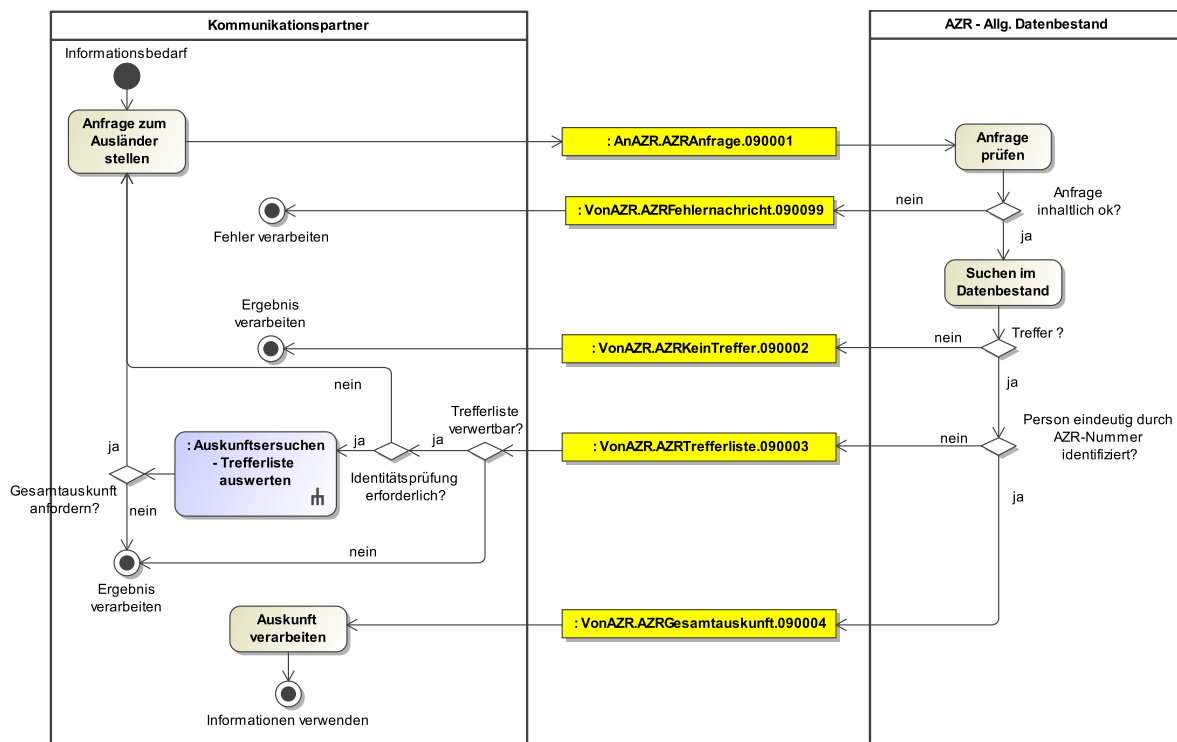 Kommunikationspartner
AZR - Allg. Datenbestand
Informationsbedarf
Anfrage zum
Ausländer
stellen
: AnAZR.AZRAnfrage.090001
Anfrage
prüfen
Anfrage
inhaltlich ok?
nein
: VonAZR.AZRFehlernachricht.090099
Fehler verarbeiten
ja
Suchen im
Datenbestand
Treffer ?
nein
: VonAZR.AZRKeinTreffer.090002
Ergebnis
verarbeiten
ja
Person eindeutig durch
AZR-Nummer
identifiziert?
nein
: VonAZR.AZRTrefferliste.090003
Trefferliste
verwertbar?
ja
nein
Identitätsprüfung
erforderlich?
nein
ja
: Auskunftsersuchen
- Trefferliste
auswerten
ja
Gesamtauskunft
anfordern?
nein
Ergebnis
verarbeiten
ja
: VonAZR.AZRGesamtauskunft.090004
Auskunft
verarbeiten
Informationen verwenden